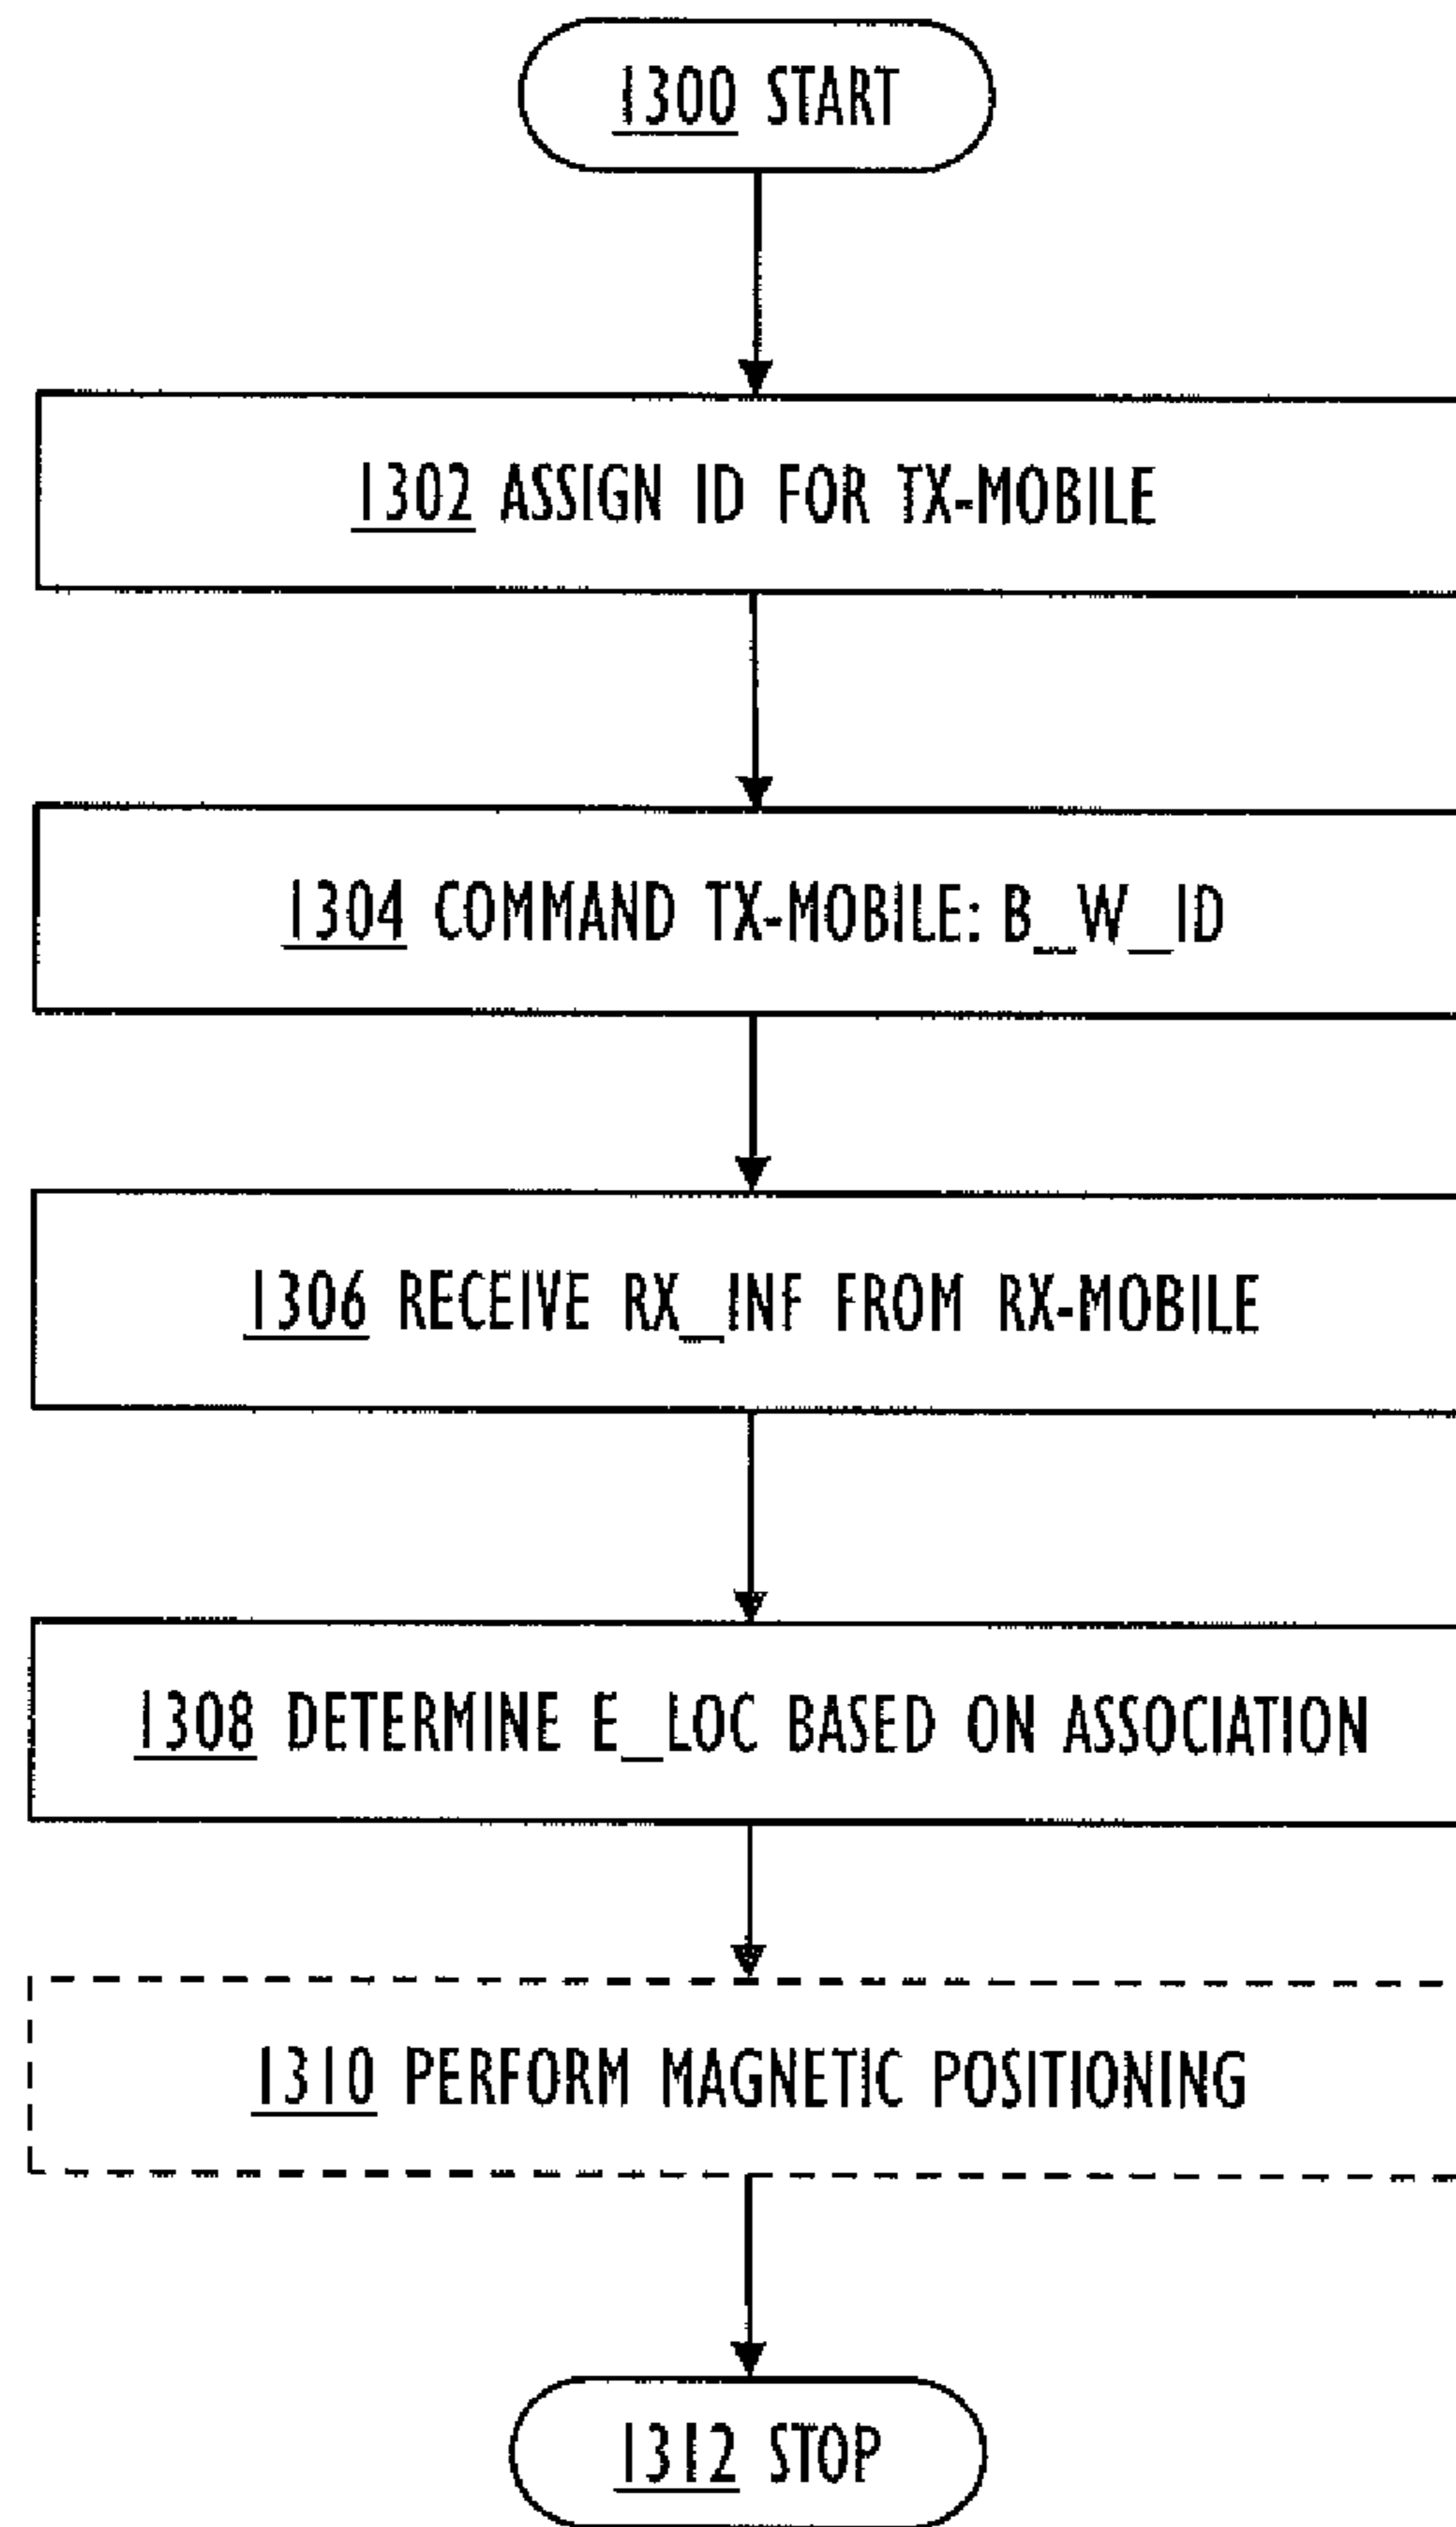 1300 START
1302 ASSIGN ID FOR TX-MOBILE
1304 COMMAND TX-MOBILE: B_W_ID
1306 RECEIVE RX_INF FROM RX-MOBILE
1308 DETERMINE E_LOC BASED ON ASSOCIATION
1310 PERFORM MAGNETIC POSITIONING
1312 STOP